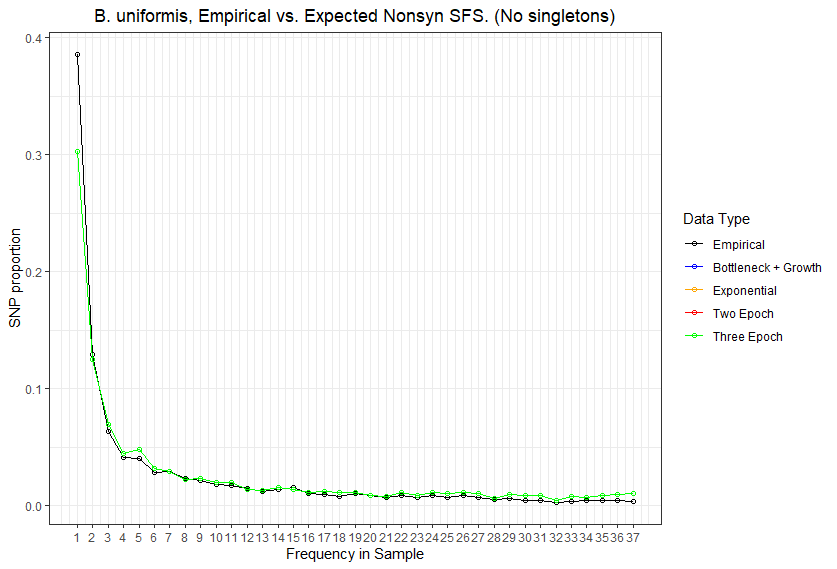 B. uniformis, Empirical vs. Expected Nonsyn SFS. (No singletons)
0.4
0.3
0.2
0.1
0.0
SNP proportion
1 2 3 4 5 6 7 8 9 10 11 12 13 14 15 16 17 18 19 20 21 22 23 24 25 26 27 28 29 30 31 32 33 34 35 36 37
Frequency in Sample
Data Type
Empirical
Bottleneck + Growth
Exponential
Two Epoch
Three Epoch